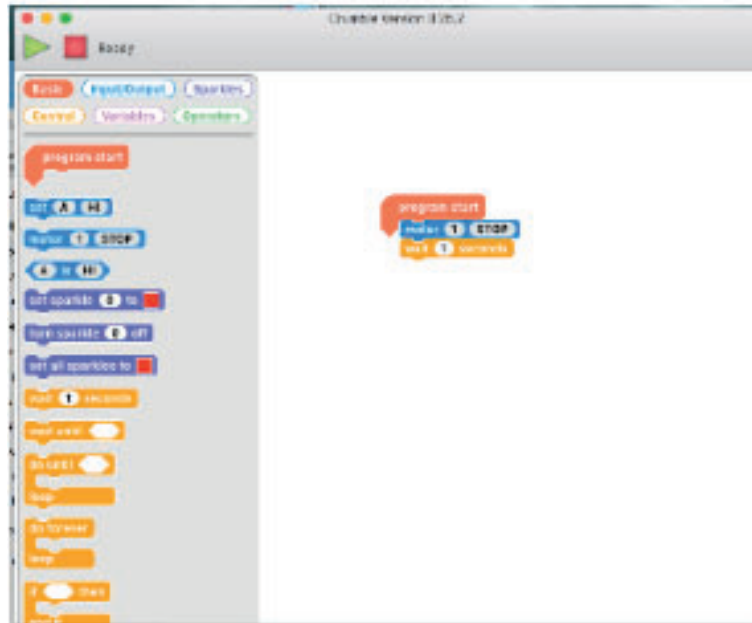 Crumble Version 0.26.2
Ready
Basic Input/Output Sparkles
Control Variables Operators
program start
set A HI
motor 1 STOP
A is HI
set sparkle 0 to
turn sparkle 0 off
set all sparkles to
wait 1 seconds
wait until
do until
loop
do forever
loop
if then
program start
motor 1 STOP
wait 1 seconds